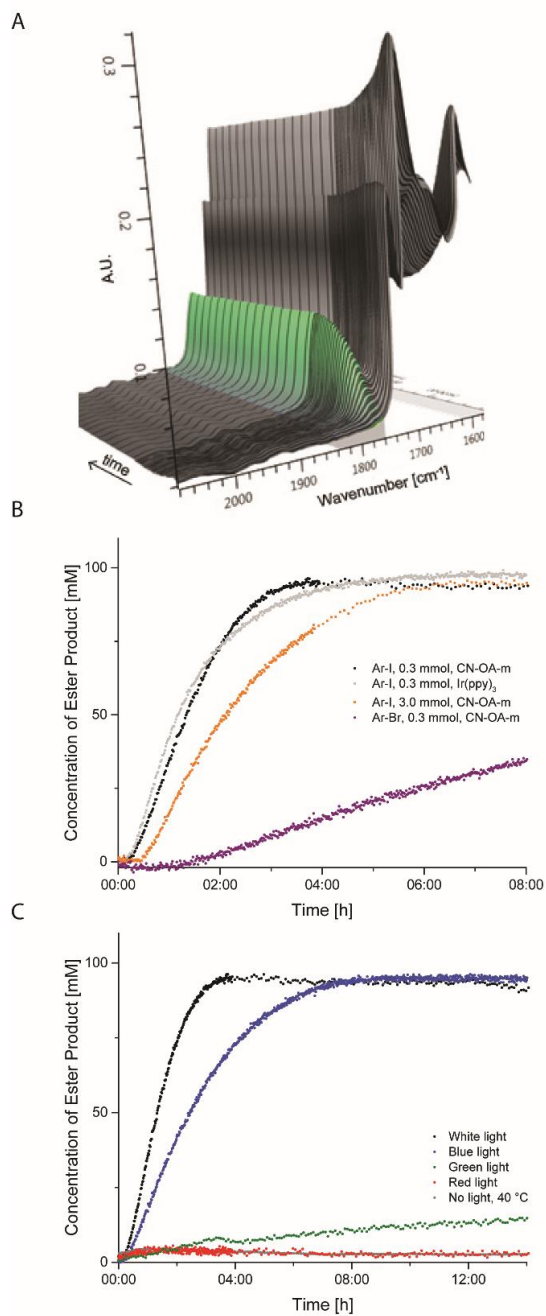 A
0.3
0.2
0.1
A.U.
time
2000
1900
1800
1700
1600
Wavenumber [cm⁻¹]
B
100
50
0
Concentration of Ester Product [mM]
Ar-I, 0.3 mmol, CN-OA-m
Ar-I, 0.3 mmol, Ir(ppy)₃
Ar-I, 3.0 mmol, CN-OA-m
Ar-Br, 0.3 mmol, CN-OA-m
00:00 02:00 04:00 06:00 08:00
Time [h]
C
100
50
0
Concentration of Ester Product [mM]
White light
Blue light
Green light
Red light
No light, 40 °C
00:00 04:00 08:00 12:00
Time [h]